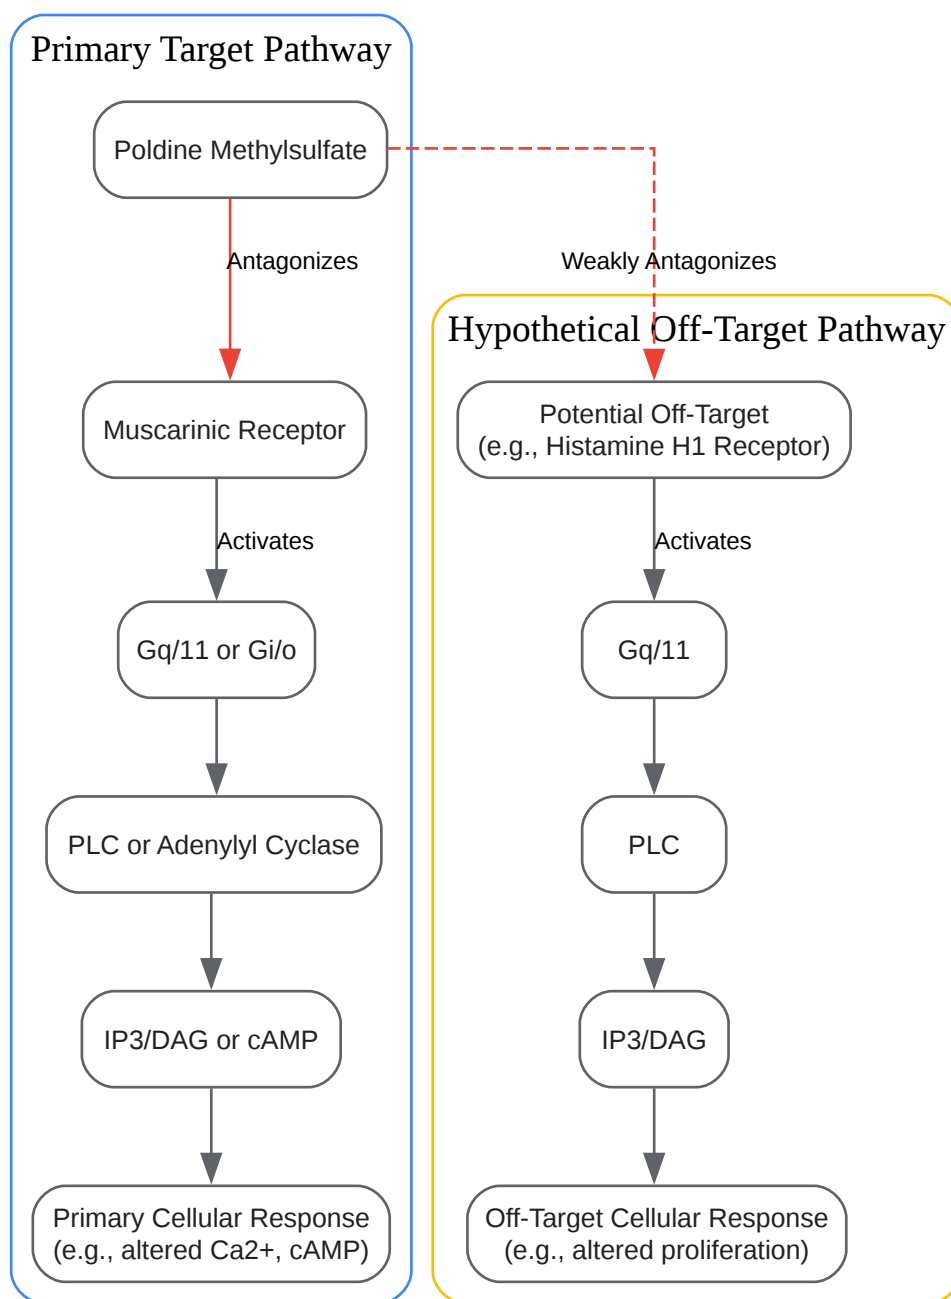 Primary Target Pathway
Poldine Methylsulfate
Antagonizes
Weakly Antagonizes
Hypothetical Off-Target Pathway
Muscarinic Receptor
Potential Off-Target
(e.g., Histamine H1 Receptor)
Activates
Activates
Gq/11 or Gi/o
Gq/11
PLC or Adenylyl Cyclase
PLC
IP3/DAG or cAMP
IP3/DAG
Primary Cellular Response
(e.g., altered Ca2+, cAMP)
Off-Target Cellular Response
(e.g., altered proliferation)